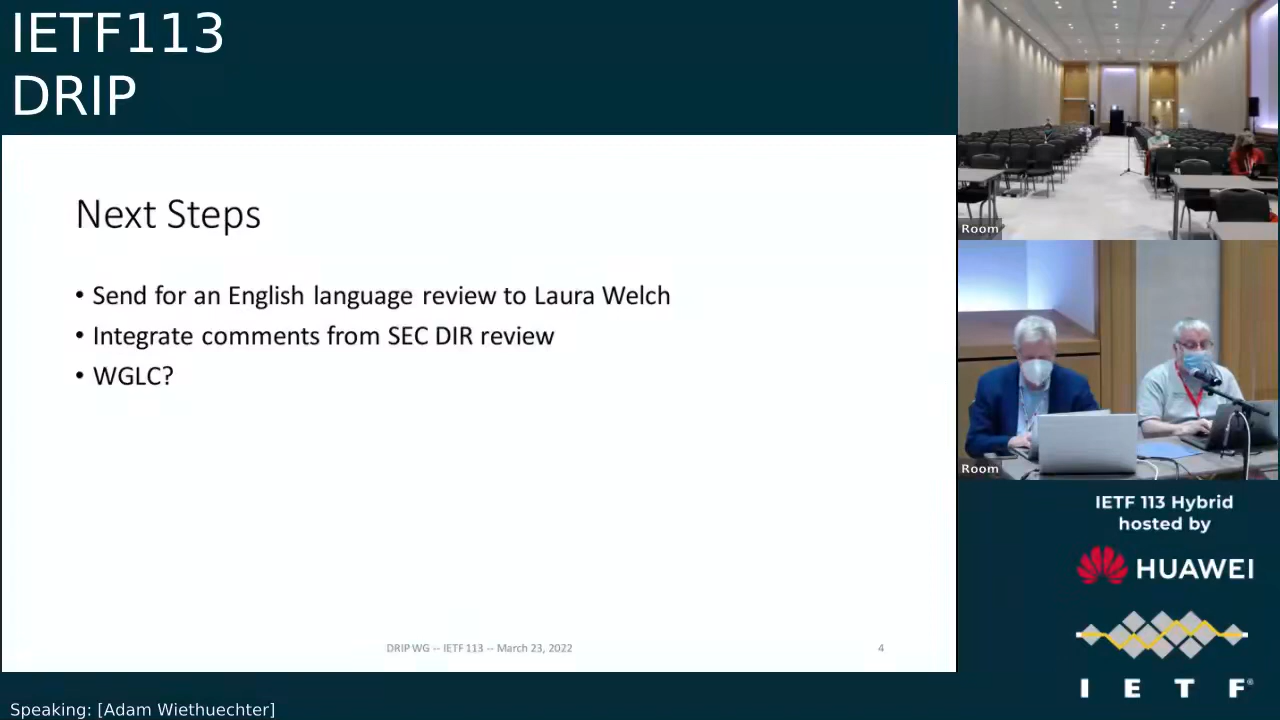 IETF113
DRIP
Next Steps
• Send for an English language review to Laura Welch
• Integrate comments from SEC DIR review
• WGLC?
DRIP WG -- IETF 113 -- March 23, 2022
4
Room
Room
IETF 113 Hybrid
hosted by
HUAWEI
I E T F®
Speaking: [Adam Wiethuechter]